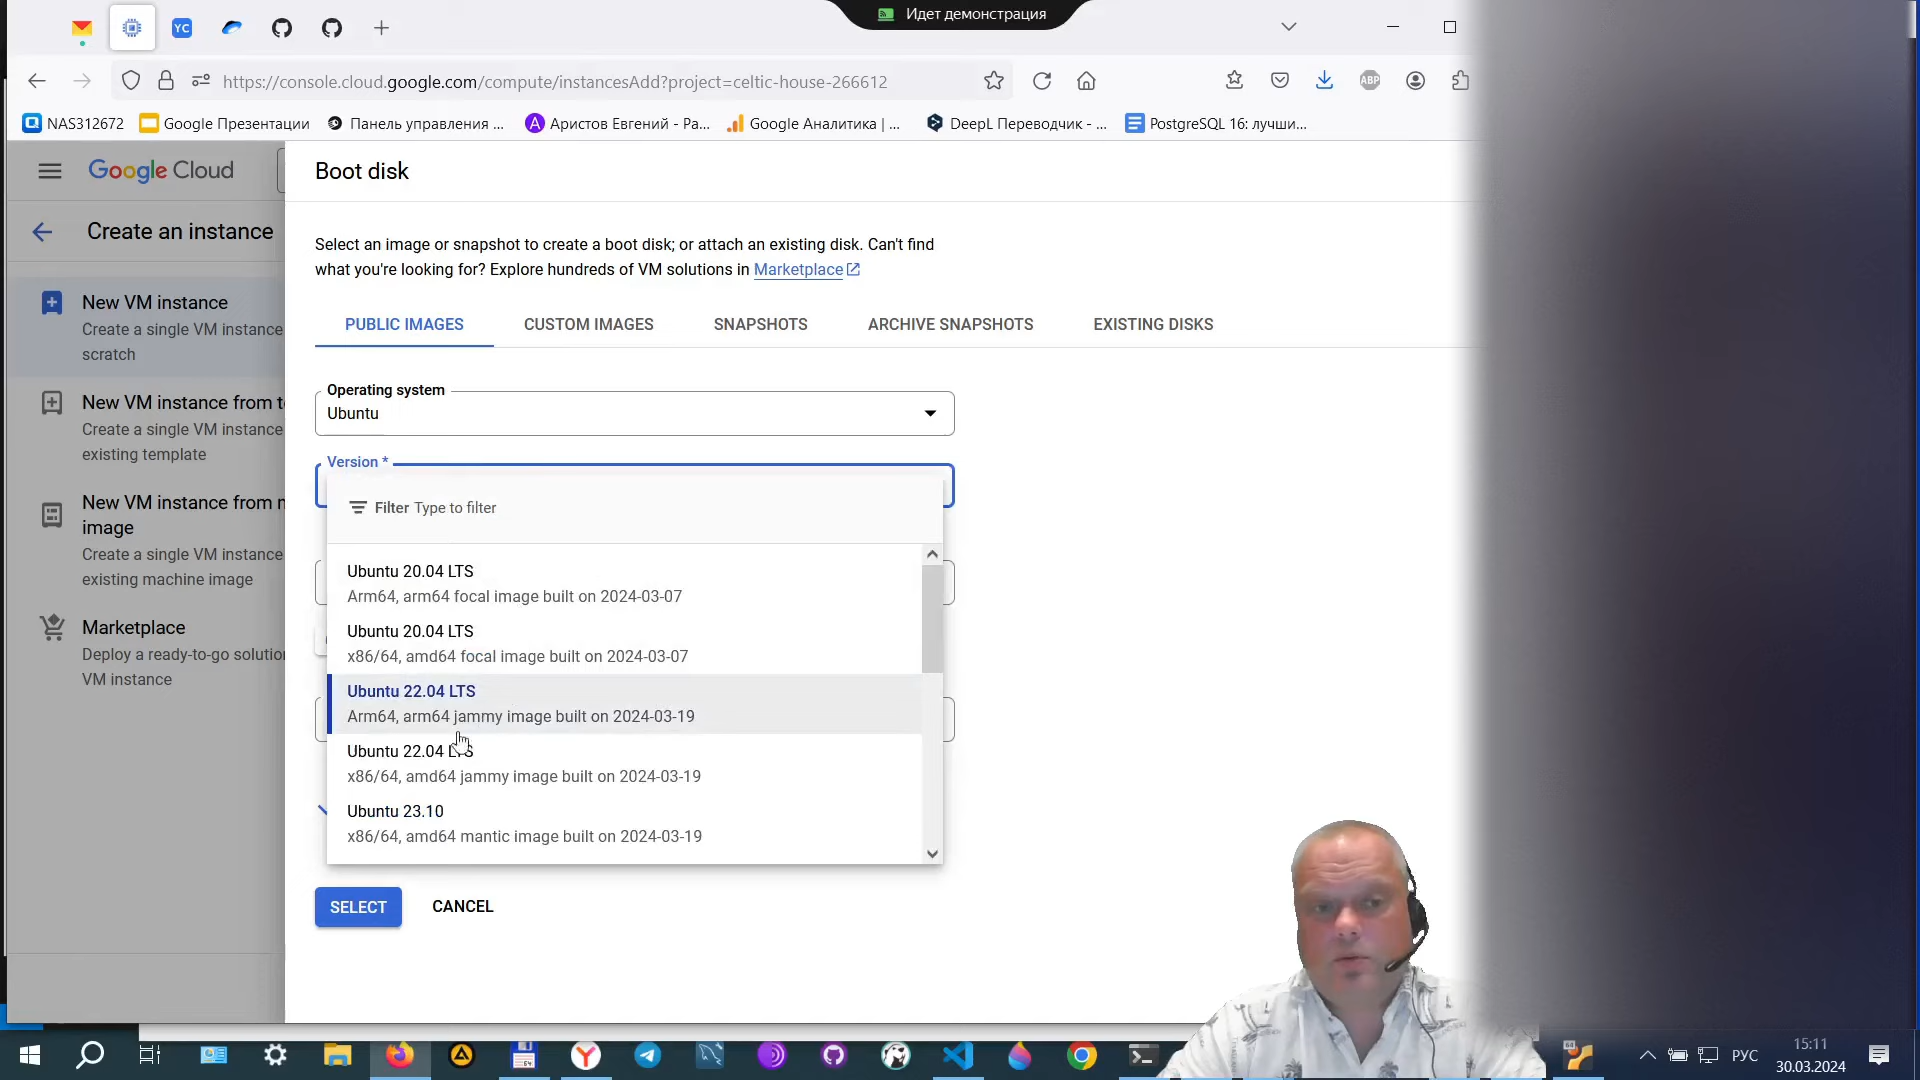 Идет демонстрация
YC
https://console.cloud.google.com/compute/instancesAdd?project=celtic-house-266612
ABP
NAS312672
Google Презентации
Панель управления ...
Аристов Евгений - Ра...
Google Аналитика | ...
DeepL Переводчик - ...
PostgreSQL 16: лучши...
Google Cloud
Boot disk
Create an instance
Select an image or snapshot to create a boot disk; or attach an existing disk. Can't find
what you're looking for? Explore hundreds of VM solutions in Marketplace
New VM instance
Create a single VM instance
scratch
New VM instance from t
Create a single VM instance
existing template
New VM instance from m
image
Create a single VM instance
existing machine image
Marketplace
Deploy a ready-to-go solutio
VM instance
PUBLIC IMAGES
CUSTOM IMAGES
SNAPSHOTS
ARCHIVE SNAPSHOTS
EXISTING DISKS
Operating system
Ubuntu
Version *
Filter Type to filter
Ubuntu 20.04 LTS
Arm64, arm64 focal image built on 2024-03-07
Ubuntu 20.04 LTS
x86/64, amd64 focal image built on 2024-03-07
Ubuntu 22.04 LTS
Arm64, arm64 jammy image built on 2024-03-19
Ubuntu 22.04 LTS
x86/64, amd64 jammy image built on 2024-03-19
Ubuntu 23.10
x86/64, amd64 mantic image built on 2024-03-19
SELECT
CANCEL
РУС
15:11
30.03.2024